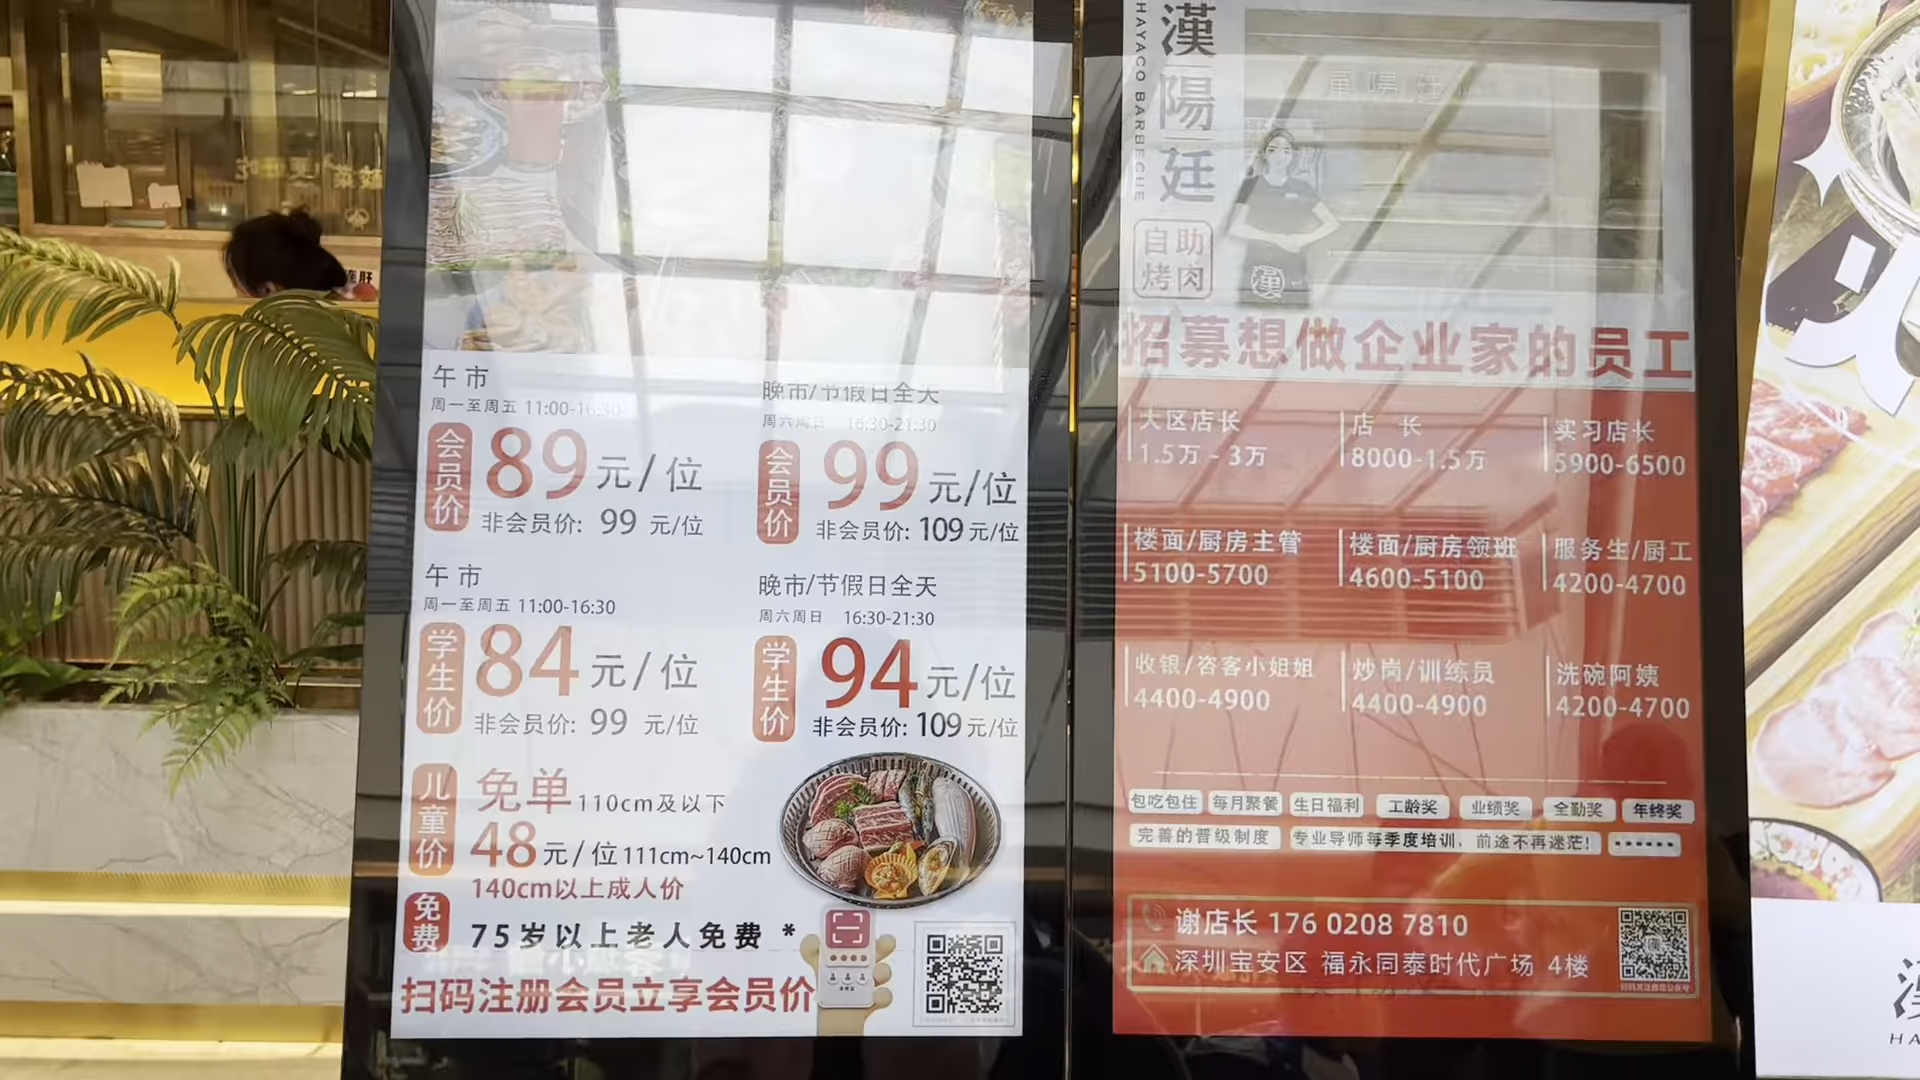 午市
周一至周五 11:00-16:30
会员价
89元/位
非会员价: 99 元/位
晚市/节假日全天
周六周日 16:30-21:30
会员价
99元/位
非会员价: 109元/位
午市
周一至周五 11:00-16:30
学生价
84元/位
非会员价: 99 元/位
晚市/节假日全天
周六周日 16:30-21:30
学生价
94元/位
非会员价: 109元/位
儿童价
免单110cm及以下
48元/位111cm~140cm
140cm以上成人价
免费
75岁以上老人免费 *
扫码注册会员立享会员价
漢陽廷
HAYACO BARBECUE
自助
烤肉
漢
招募想做企业家的员工
大区店长
1.5万 - 3万
店 长
8000-1.5万
实习店长
5900-6500
楼面/厨房主管
5100-5700
楼面/厨房领班
4600-5100
服务生/厨工
4200-4700
收银/咨客小姐姐
4400-4900
炒岗/训练员
4400-4900
洗碗阿姨
4200-4700
包吃包住 每月聚餐 生日福利 工龄奖 业绩奖 全勤奖 年终奖
完善的晋级制度 专业导师每季度培训，前途不再迷茫! ······
谢店长 176 0208 7810
深圳宝安区 福永同泰时代广场 4楼
HA